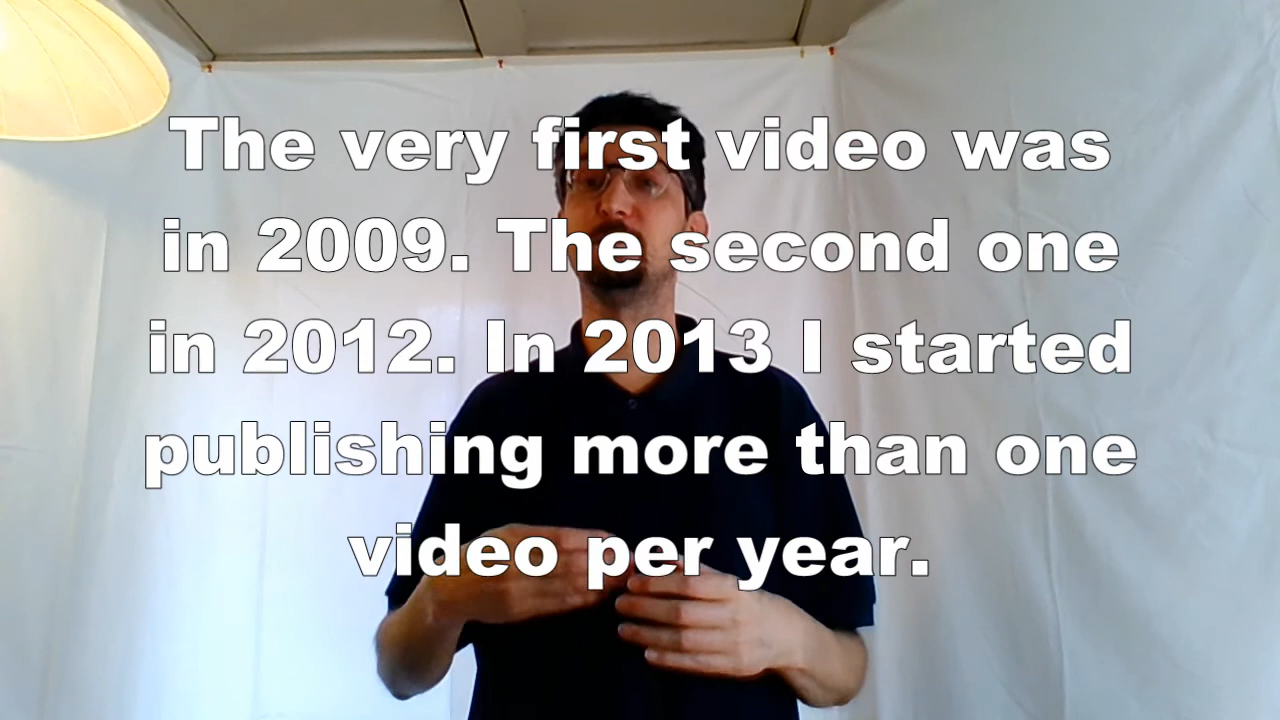 The very first video was
in 2009. The second one
in 2012. In 2013 I started
publishing more than one
video per year.